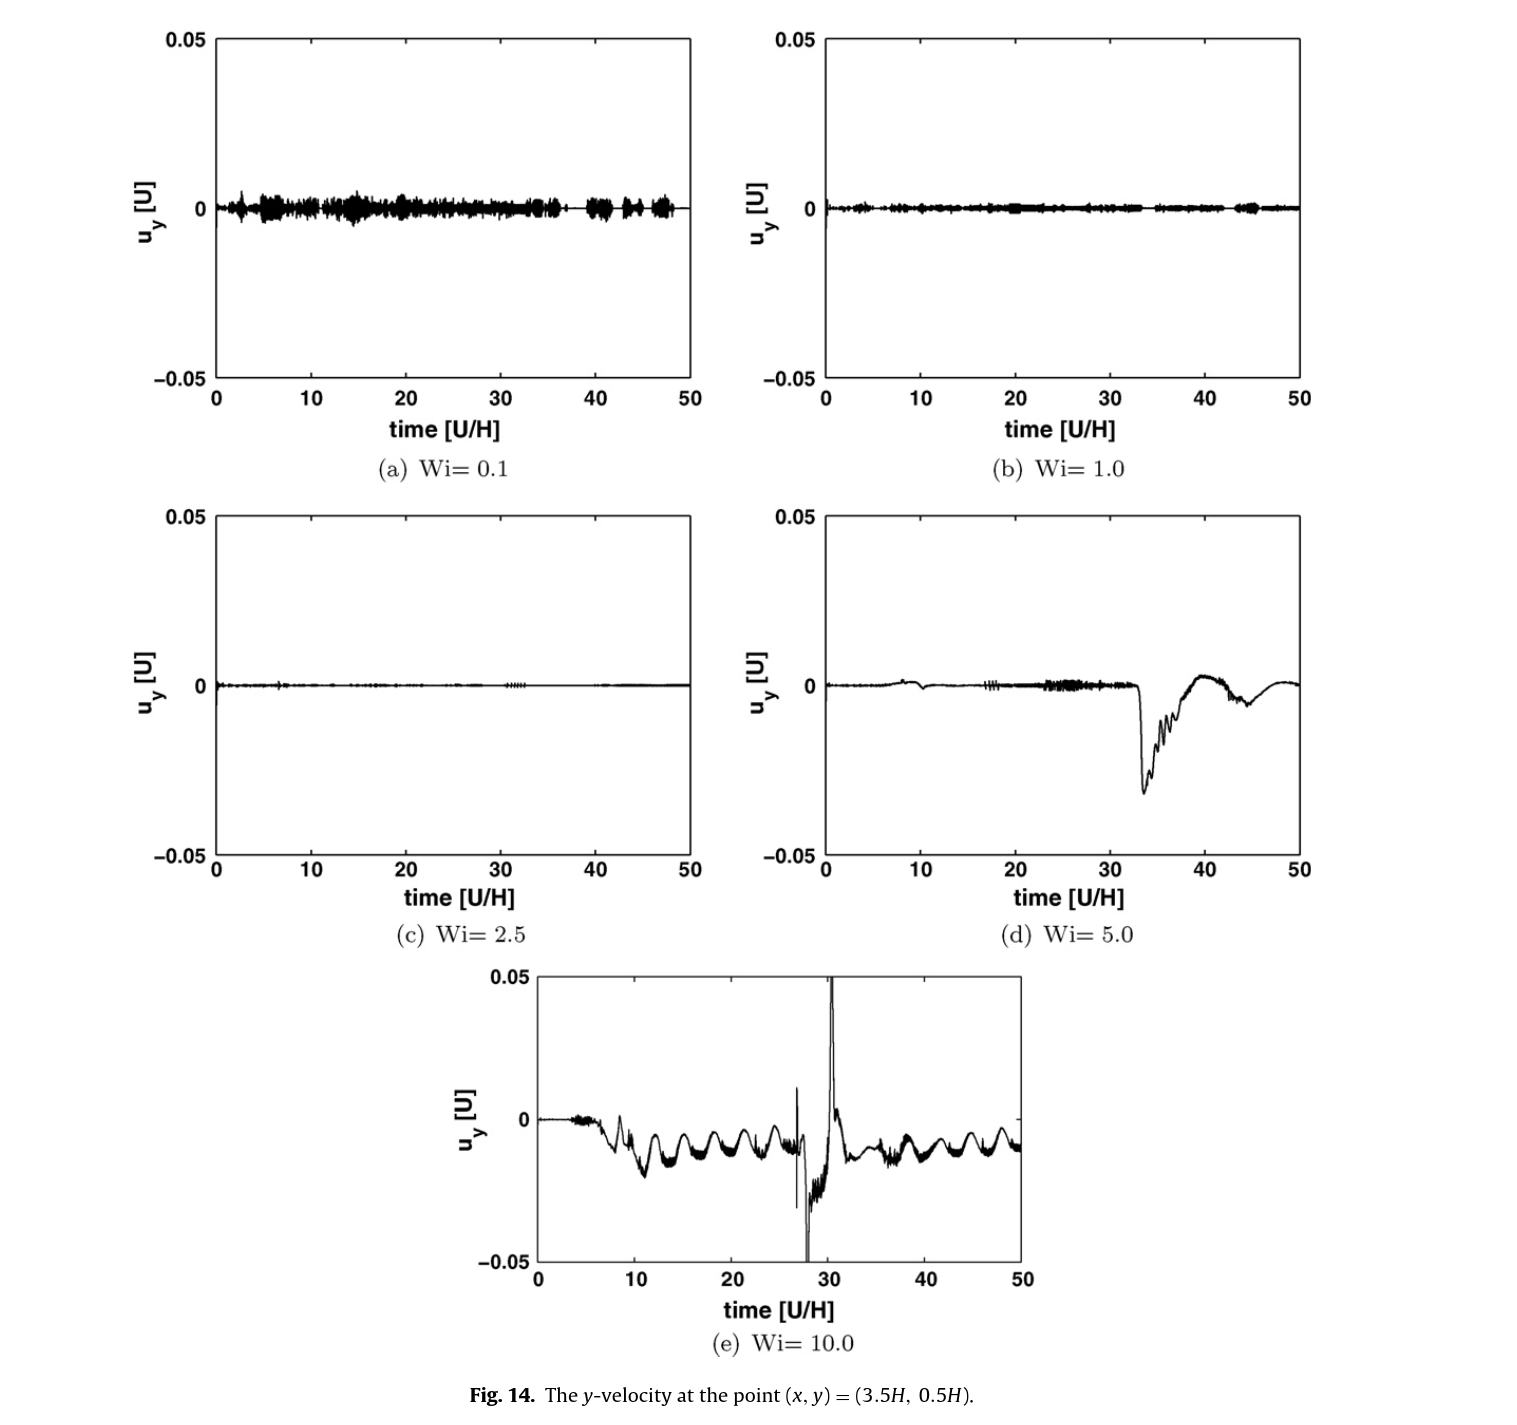 0.05
0
−0.05
u_y [U]
0 10 20 30 40 50
time [U/H]
(a) Wi= 0.1
0.05
0
−0.05
u_y [U]
0 10 20 30 40 50
time [U/H]
(b) Wi= 1.0
0.05
0
−0.05
u_y [U]
0 10 20 30 40 50
time [U/H]
(c) Wi= 2.5
0.05
0
−0.05
u_y [U]
0 10 20 30 40 50
time [U/H]
(d) Wi= 5.0
0.05
0
−0.05
u_y [U]
0 10 20 30 40 50
time [U/H]
(e) Wi= 10.0
Fig. 14. The y-velocity at the point (x, y) = (3.5H, 0.5H).